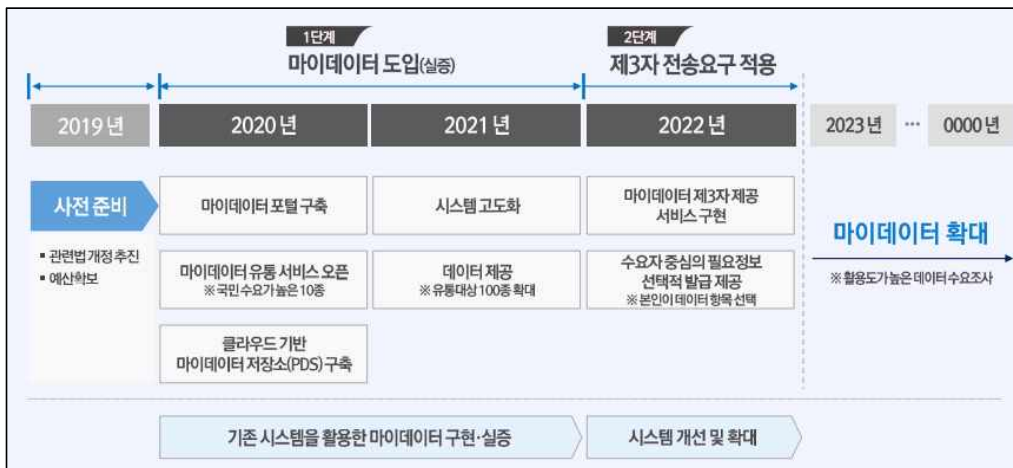 1단계
마이데이터 도입(실증)
2단계
제3자 전송요구 적용
2019년
2020년
2021년
2022년
2023년 ··· 0000년
사전 준비
▪ 관련법 개정 추진
▪ 예산확보
마이데이터 포털 구축
마이데이터 유통 서비스 오픈
※ 국민 수요가 높은 10종
클라우드 기반
마이데이터 저장소(PDS) 구축
시스템 고도화
데이터 제공
※ 유통대상 100종 확대
마이데이터 제3자 제공
서비스 구현
수요자 중심의 필요정보
선택적 발급 제공
※ 본인이 데이터 항목 선택
마이데이터 확대
※ 활용도가 높은 데이터 수요조사
기존 시스템을 활용한 마이데이터 구현·실증
시스템 개선 및 확대